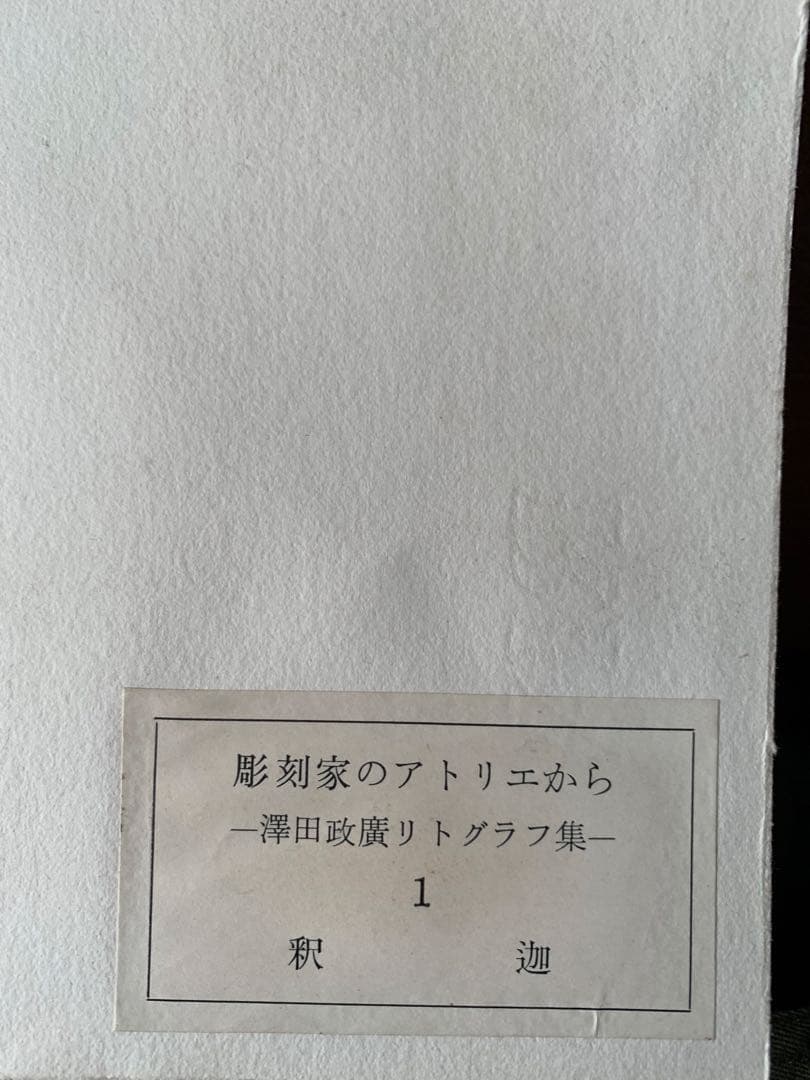 彫刻家のアトリエから
―澤田政廣リトグラフ集―
1
釈　　迦